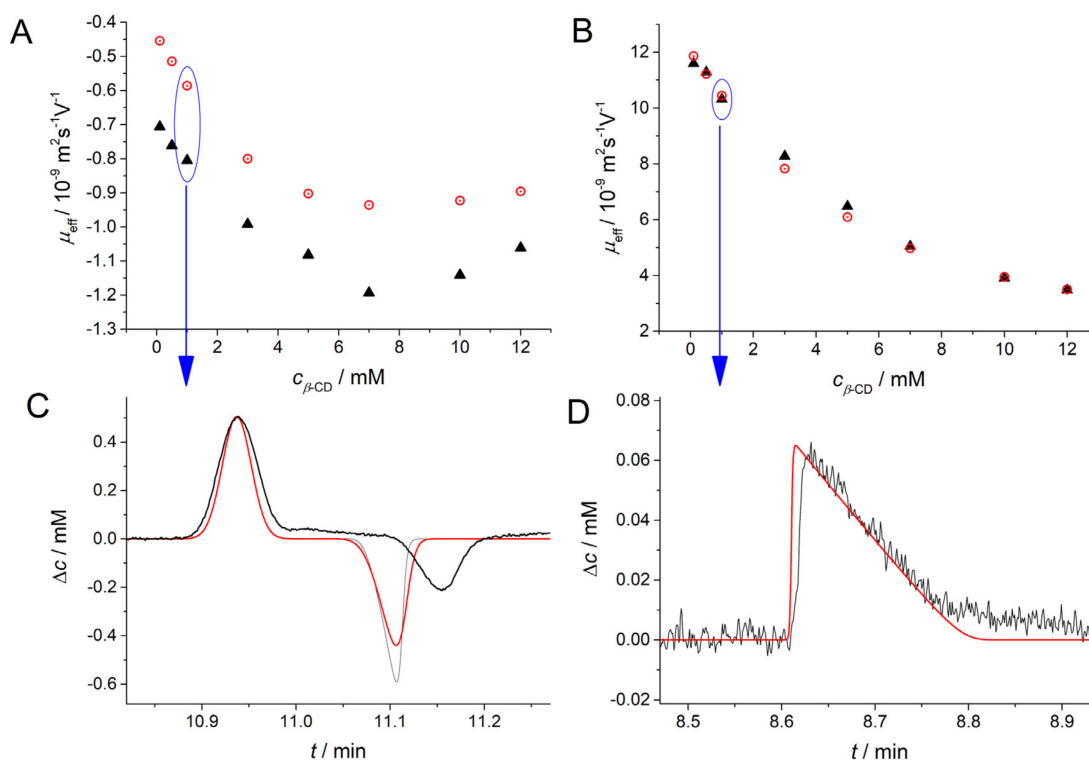 A
μeff / 10⁻⁹ m²s⁻¹V⁻¹
-0.4
-0.5
-0.6
-0.7
-0.8
-0.9
-1.0
-1.1
-1.2
-1.3
0 2 4 6 8 10 12
cβ-CD / mM
B
μeff / 10⁻⁹ m²s⁻¹V⁻¹
12
10
8
6
4
2
0 2 4 6 8 10 12
cβ-CD / mM
C
Δc / mM
0.4
0.2
0.0
-0.2
-0.4
-0.6
10.9 11.0 11.1 11.2
t / min
D
Δc / mM
0.08
0.06
0.04
0.02
0.00
-0.02
8.5 8.6 8.7 8.8 8.9
t / min